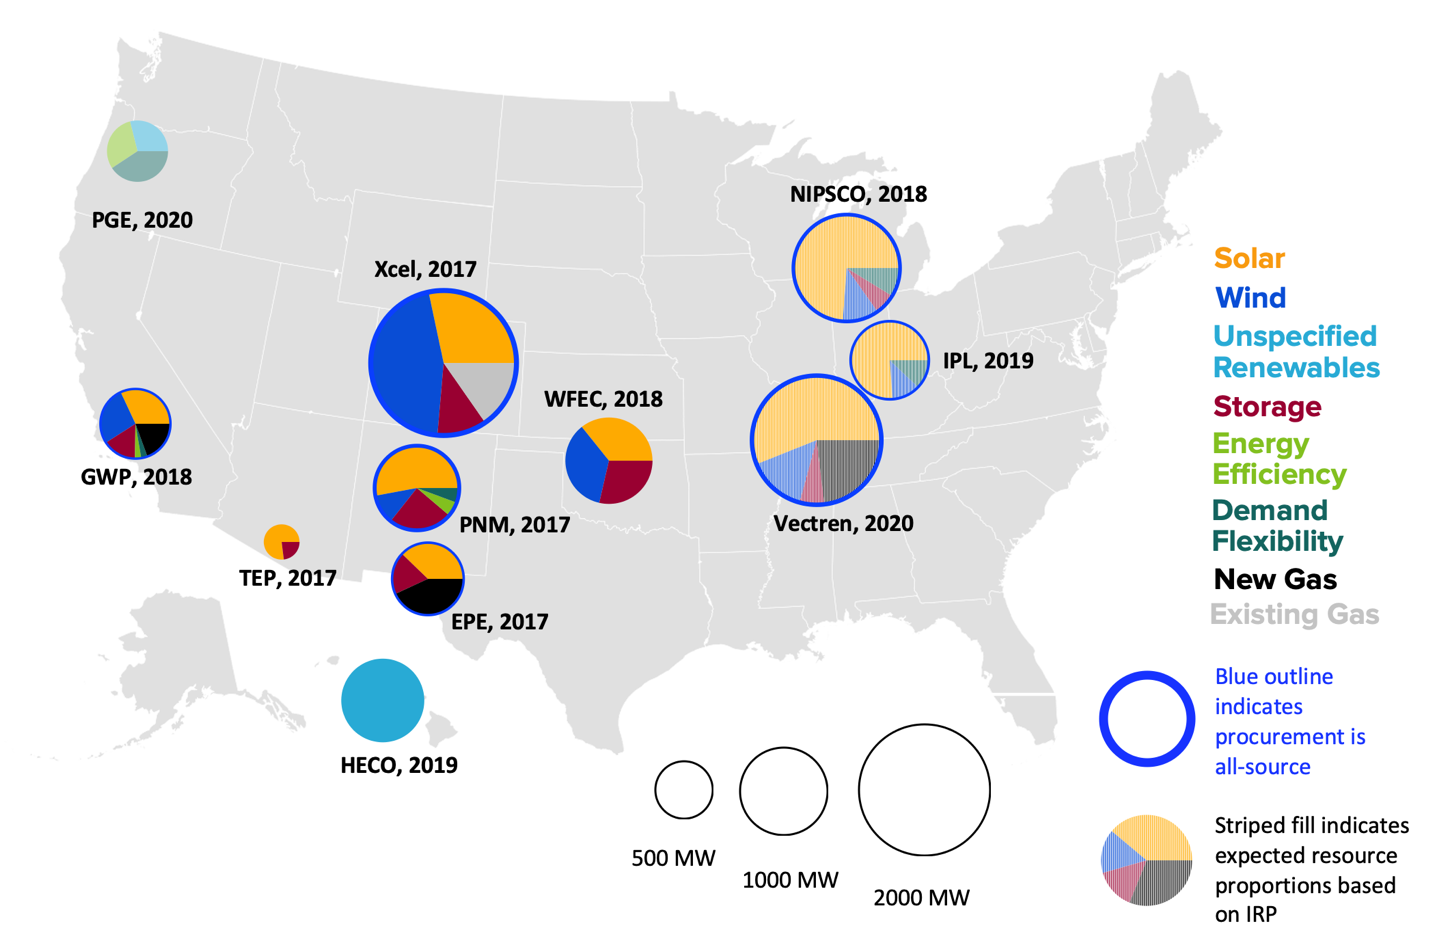 NIPSCO, 2018
PGE, 2020
Xcel, 2017
IPL, 2019
WFEC, 2018
GWP, 2018
PNM, 2017
Vectren, 2020
TEP, 2017
EPE, 2017
HECO, 2019
500 MW
1000 MW
2000 MW
Solar
Wind
Unspecified
Renewables
Storage
Energy
Efficiency
Demand
Flexibility
New Gas
Existing Gas
Blue outline
indicates
procurement is
all-source
Striped fill indicates
expected resource
proportions based
on IRP